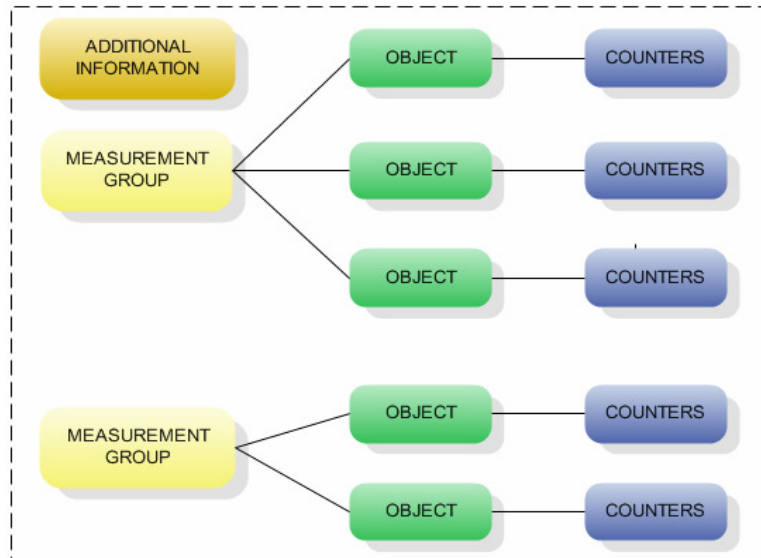 ADDITIONAL
INFORMATION
OBJECT
COUNTERS
MEASUREMENT
GROUP
OBJECT
COUNTERS
OBJECT
COUNTERS
MEASUREMENT
GROUP
OBJECT
COUNTERS
OBJECT
COUNTERS